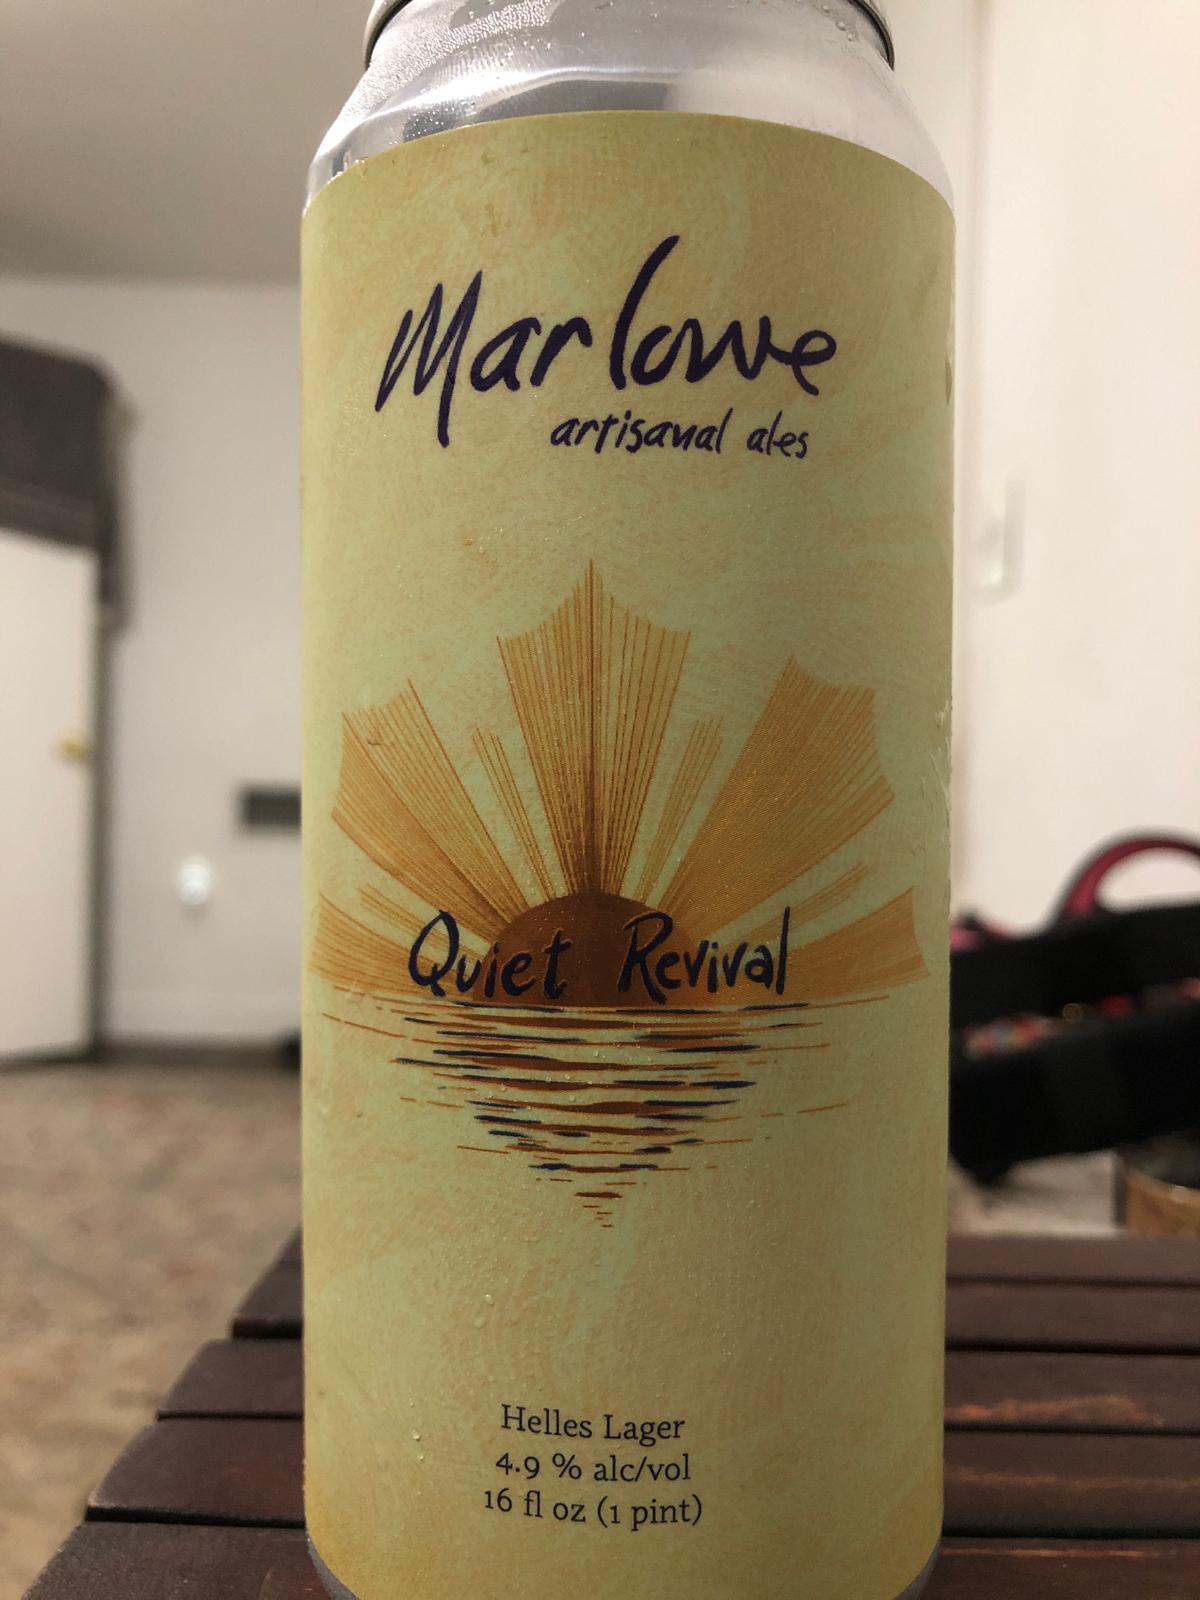 Marlowe
artisanal ales
Quiet Revival
Helles Lager
4.9 % alc/vol
16 fl oz (1 pint)